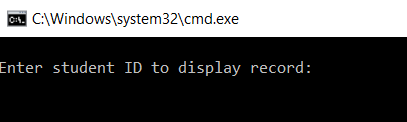 C:\Windows\system32\cmd.exe
Enter student ID to display record: